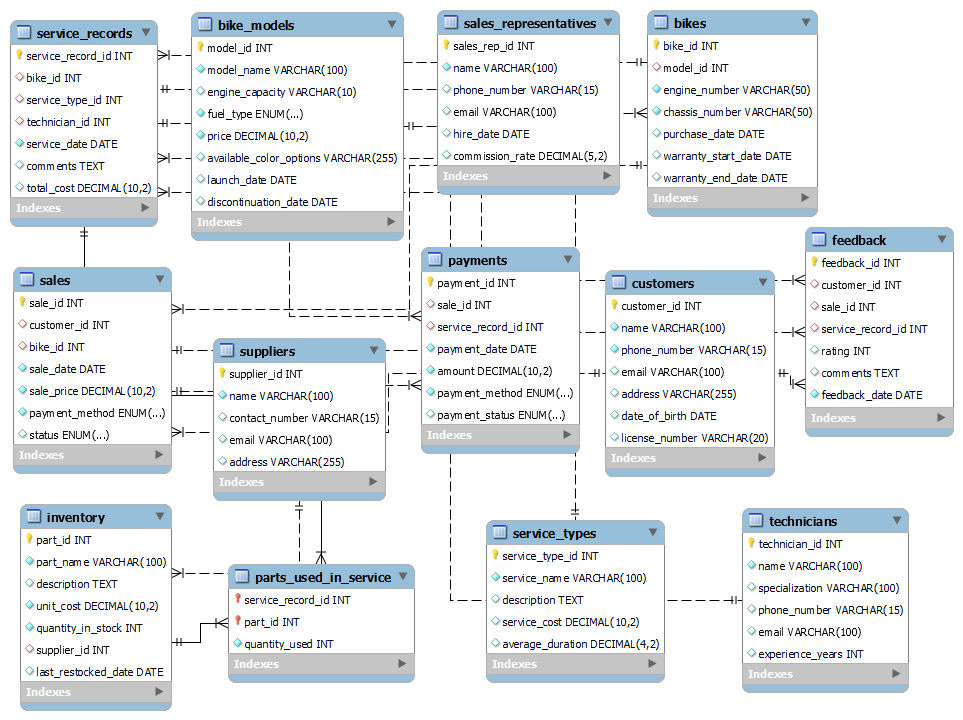 service_records
service_record_id INT
bike_id INT
service_type_id INT
technician_id INT
service_date DATE
comments TEXT
total_cost DECIMAL(10,2)
Indexes
bike_models
model_id INT
model_name VARCHAR(100)
engine_capacity VARCHAR(10)
fuel_type ENUM(...)
price DECIMAL(10,2)
available_color_options VARCHAR(255)
launch_date DATE
discontinuation_date DATE
Indexes
sales_representatives
sales_rep_id INT
name VARCHAR(100)
phone_number VARCHAR(15)
email VARCHAR(100)
hire_date DATE
commission_rate DECIMAL(5,2)
Indexes
bikes
bike_id INT
model_id INT
engine_number VARCHAR(50)
chassis_number VARCHAR(50)
purchase_date DATE
warranty_start_date DATE
warranty_end_date DATE
Indexes
sales
sale_id INT
customer_id INT
bike_id INT
sale_date DATE
sale_price DECIMAL(10,2)
payment_method ENUM(...)
status ENUM(...)
Indexes
suppliers
supplier_id INT
name VARCHAR(100)
contact_number VARCHAR(15)
email VARCHAR(100)
address VARCHAR(255)
Indexes
payments
payment_id INT
sale_id INT
service_record_id INT
payment_date DATE
amount DECIMAL(10,2)
payment_method ENUM(...)
payment_status ENUM(...)
Indexes
customers
customer_id INT
name VARCHAR(100)
phone_number VARCHAR(15)
email VARCHAR(100)
address VARCHAR(255)
date_of_birth DATE
license_number VARCHAR(20)
Indexes
feedback
feedback_id INT
customer_id INT
sale_id INT
service_record_id INT
rating INT
comments TEXT
feedback_date DATE
Indexes
inventory
part_id INT
part_name VARCHAR(100)
description TEXT
unit_cost DECIMAL(10,2)
quantity_in_stock INT
supplier_id INT
last_restocked_date DATE
Indexes
parts_used_in_service
service_record_id INT
part_id INT
quantity_used INT
Indexes
service_types
service_type_id INT
service_name VARCHAR(100)
description TEXT
service_cost DECIMAL(10,2)
average_duration DECIMAL(4,2)
Indexes
technicians
technician_id INT
name VARCHAR(100)
specialization VARCHAR(100)
phone_number VARCHAR(15)
email VARCHAR(100)
experience_years INT
Indexes